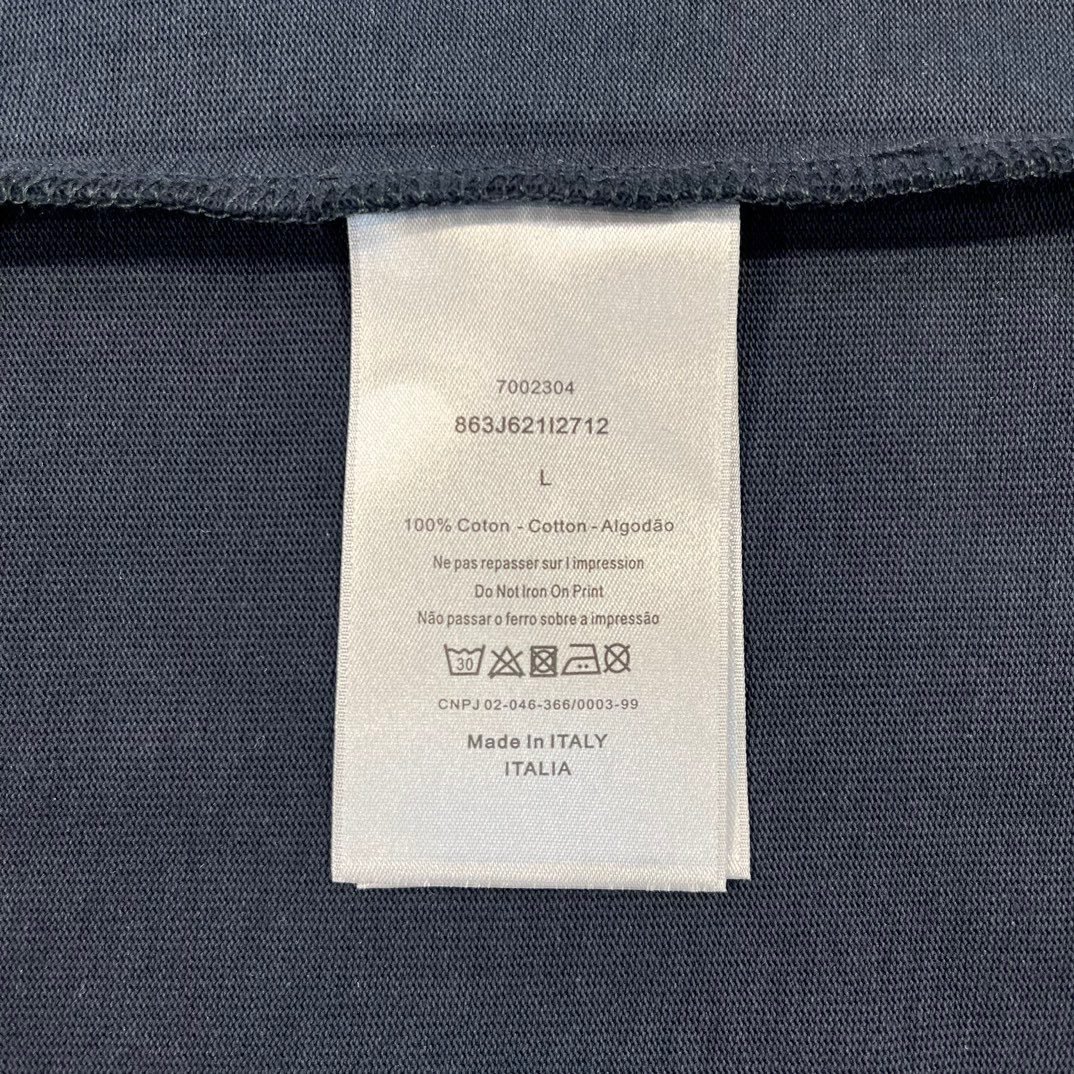 7002304
863J621I2712
L
100% Coton - Cotton - Algodão
Ne pas repasser sur l impression
Do Not Iron On Print
Não passar o ferro sobre a impressão
30
CNPJ 02-046-366/0003-99
Made In ITALY
ITALIA